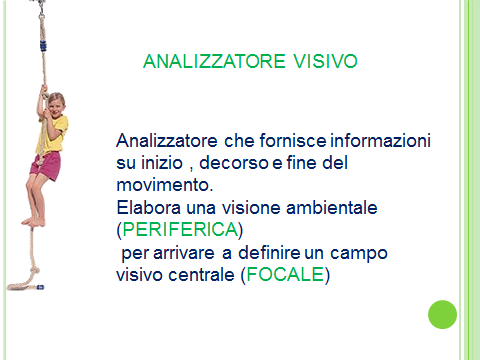 ANALIZZATORE VISIVO
Analizzatore che fornisce informazioni
su inizio , decorso e fine del
movimento.
Elabora una visione ambientale
(PERIFERICA)
per arrivare a definire un campo
visivo centrale (FOCALE)